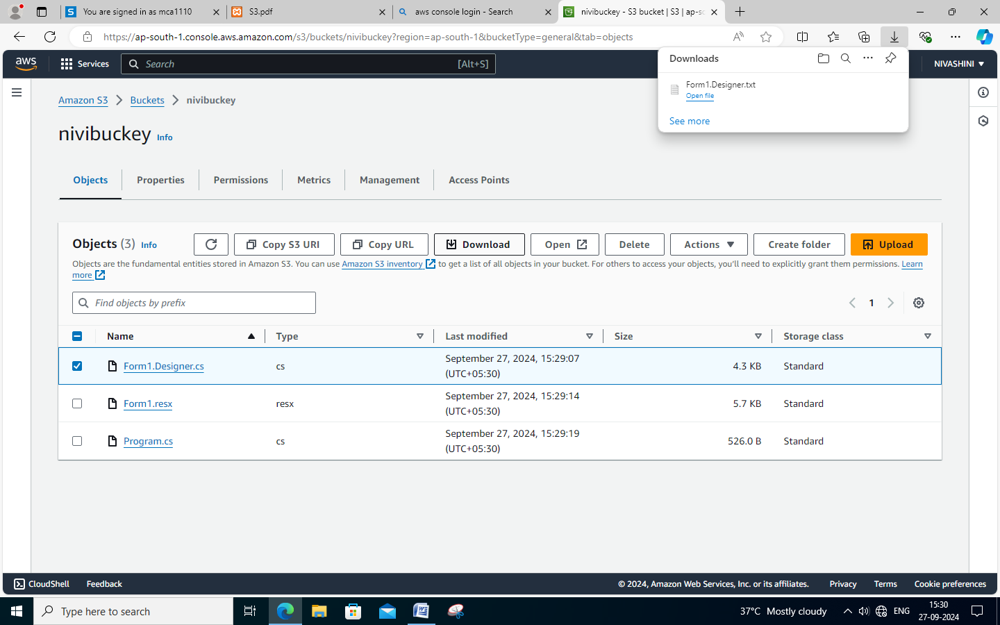 You are signed in as mca1110
S3.pdf
aws console login - Search
nivibuckey - S3 bucket | S3 | ap-so
https://ap-south-1.console.aws.amazon.com/s3/buckets/nivibuckey?region=ap-south-1&bucketType=general&tab=objects
aws
Services
Search
[Alt+S]
NIVASHINI
Downloads
Form1.Designer.txt
Open file
See more
Amazon S3
Buckets
nivibuckey
nivibuckey Info
Objects
Properties
Permissions
Metrics
Management
Access Points
Objects (3) Info
Copy S3 URI
Copy URL
Download
Open
Delete
Actions
Create folder
Upload
Objects are the fundamental entities stored in Amazon S3. You can use Amazon S3 inventory to get a list of all objects in your bucket. For others to access your objects, you'll need to explicitly grant them permissions. Learn
more
Find objects by prefix
1
Name
Type
Last modified
Size
Storage class
Form1.Designer.cs
cs
September 27, 2024, 15:29:07
(UTC+05:30)
4.3 KB
Standard
Form1.resx
resx
September 27, 2024, 15:29:14
(UTC+05:30)
5.7 KB
Standard
Program.cs
cs
September 27, 2024, 15:29:19
(UTC+05:30)
526.0 B
Standard
CloudShell
Feedback
© 2024, Amazon Web Services, Inc. or its affiliates.
Privacy
Terms
Cookie preferences
Type here to search
37°C Mostly cloudy
ENG
15:30
27-09-2024